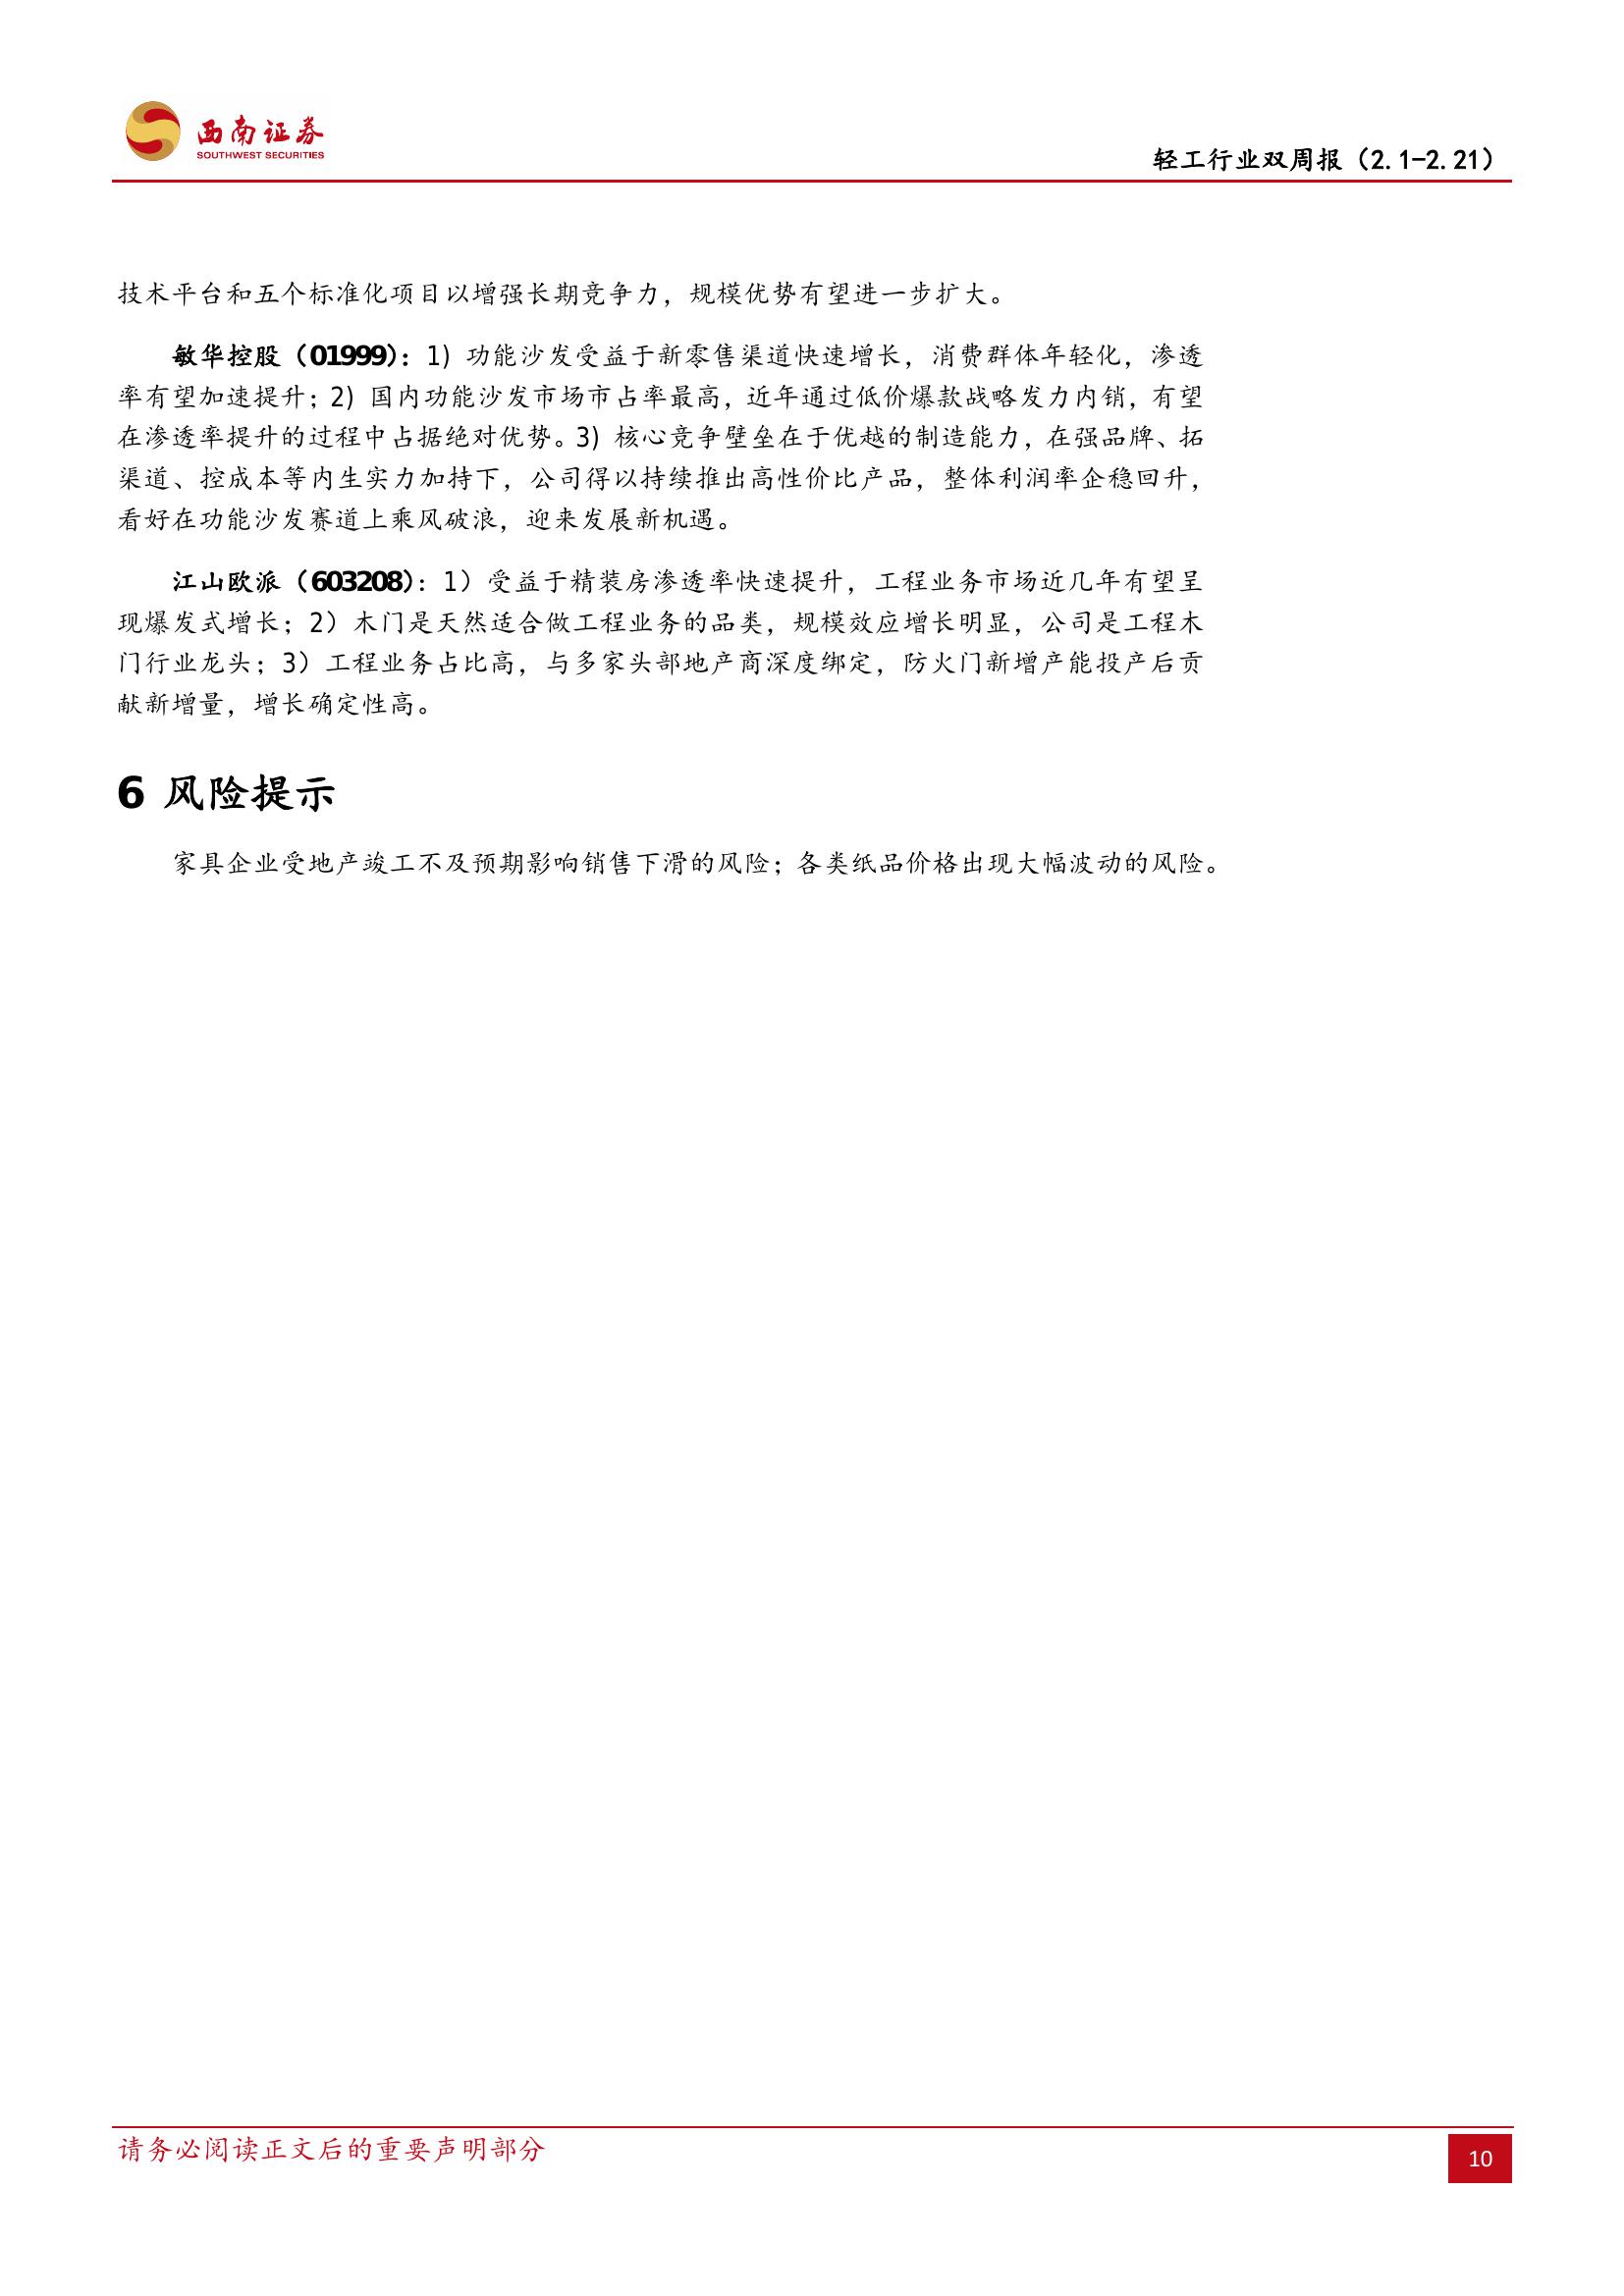 西南证券
SOUTHWEST SECURITIES
轻工行业双周报（2.1-2.21）
技术平台和五个标准化项目以增强长期竞争力，规模优势有望进一步扩大。
敏华控股（01999）：1) 功能沙发受益于新零售渠道快速增长，消费群体年轻化，渗透
率有望加速提升；2) 国内功能沙发市场市占率最高，近年通过低价爆款战略发力内销，有望
在渗透率提升的过程中占据绝对优势。3) 核心竞争壁垒在于优越的制造能力，在强品牌、拓
渠道、控成本等内生实力加持下，公司得以持续推出高性价比产品，整体利润率企稳回升，
看好在功能沙发赛道上乘风破浪，迎来发展新机遇。
江山欧派（603208）：1）受益于精装房渗透率快速提升，工程业务市场近几年有望呈
现爆发式增长；2）木门是天然适合做工程业务的品类，规模效应增长明显，公司是工程木
门行业龙头；3）工程业务占比高，与多家头部地产商深度绑定，防火门新增产能投产后贡
献新增量，增长确定性高。
6 风险提示
家具企业受地产竣工不及预期影响销售下滑的风险；各类纸品价格出现大幅波动的风险。
请务必阅读正文后的重要声明部分
10